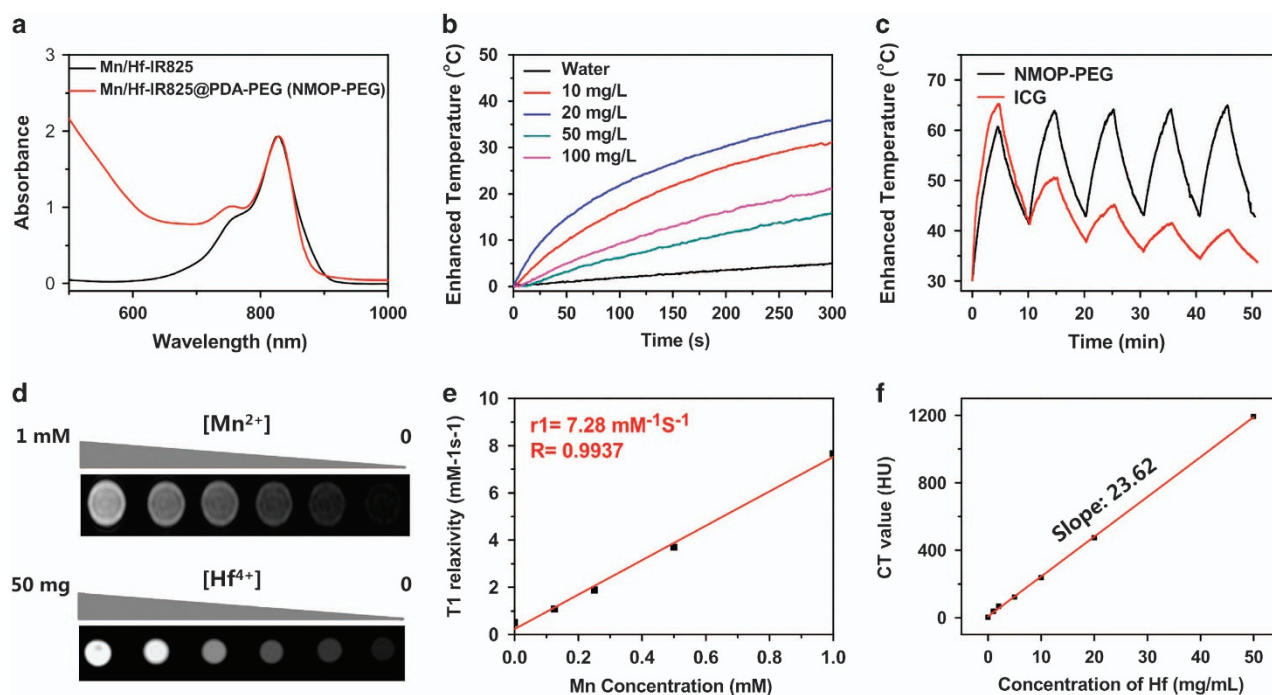 a
3
2
1
0
Absorbance
Mn/Hf-IR825
Mn/Hf-IR825@PDA-PEG (NMOP-PEG)
600
800
1000
Wavelength (nm)
b
50
40
30
20
10
0
Enhanced Temperature (°C)
Water
10 mg/L
20 mg/L
50 mg/L
100 mg/L
0
50
100
150
200
250
300
Time (s)
c
70
60
50
40
30
Enhanced Temperature (°C)
NMOP-PEG
ICG
0
10
20
30
40
50
Time (min)
d
[Mn²⁺]
1 mM
0
[Hf⁴⁺]
50 mg
0
e
10
8
6
4
2
0
T1 relaxivity (mM-1s-1)
r1= 7.28 mM⁻¹S⁻¹
R= 0.9937
0.0
0.2
0.4
0.6
0.8
1.0
Mn Concentration (mM)
f
1200
800
400
0
CT value (HU)
Slope: 23.62
0
10
20
30
40
50
Concentration of Hf (mg/mL)